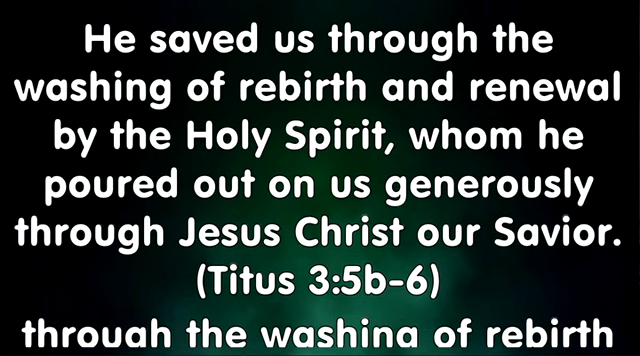 He saved us through the
washing of rebirth and renewal
by the Holy Spirit, whom he
poured out on us generously
through Jesus Christ our Savior.
(Titus 3:5b-6)
through the washing of rebirth